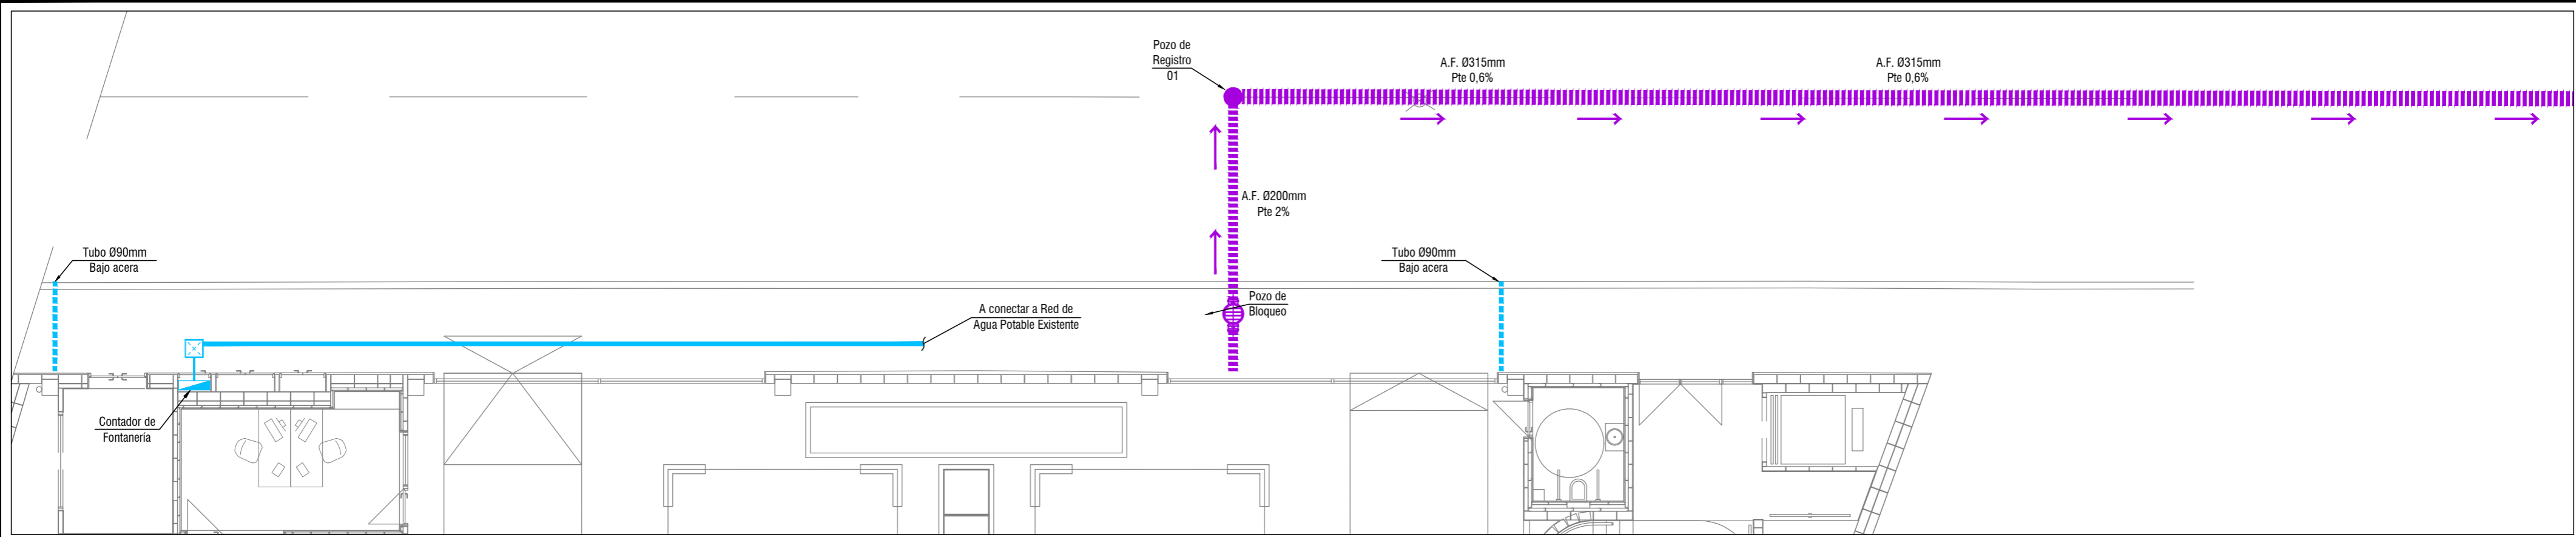 Pozo de
Registro
01
A.F. Ø315mm
Pte 0,6%
A.F. Ø315mm
Pte 0,6%
A.F. Ø200mm
Pte 2%
Tubo Ø90mm
Bajo acera
Tubo Ø90mm
Bajo acera
A conectar a Red de
Agua Potable Existente
Pozo de
Bloqueo
Contador de
Fontanería